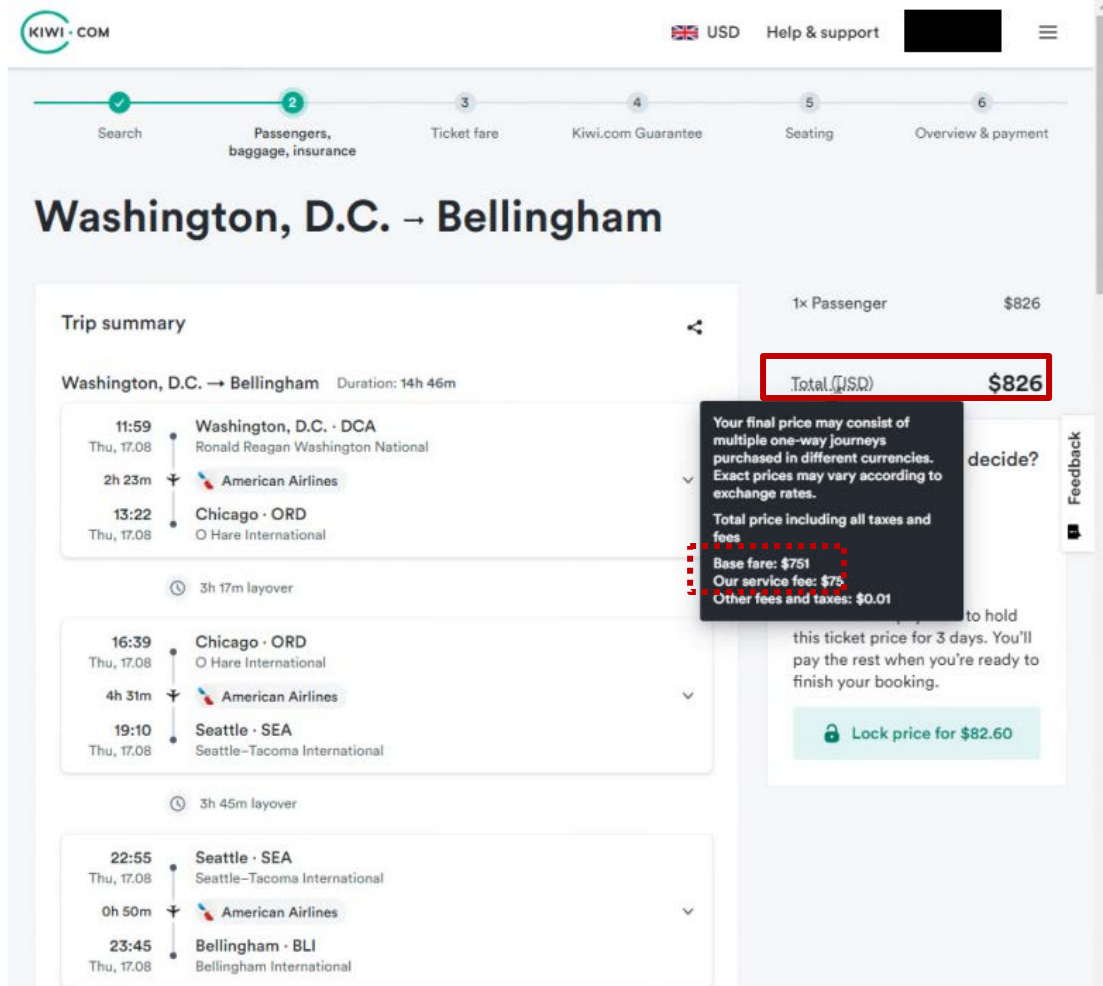 KIWI·COM
USD Help & support
2 3 4 5 6
Search Passengers, baggage, insurance Ticket fare Kiwi.com Guarantee Seating Overview & payment
Washington, D.C. → Bellingham
Trip summary
Washington, D.C. → Bellingham Duration: 14h 46m
11:59 Washington, D.C. · DCA
Thu, 17.08 Ronald Reagan Washington National
2h 23m American Airlines
13:22 Chicago · ORD
Thu, 17.08 O Hare International
3h 17m layover
16:39 Chicago · ORD
Thu, 17.08 O Hare International
4h 31m American Airlines
19:10 Seattle · SEA
Thu, 17.08 Seattle–Tacoma International
3h 45m layover
22:55 Seattle · SEA
Thu, 17.08 Seattle–Tacoma International
0h 50m American Airlines
23:45 Bellingham · BLI
Thu, 17.08 Bellingham International
1× Passenger $826
Total (USD) $826
Your final price may consist of
multiple one-way journeys
purchased in different currencies.
Exact prices may vary according to
exchange rates.
Total price including all taxes and
fees
Base fare: $751
Our service fee: $75
Other fees and taxes: $0.01
decide?
to hold
this ticket price for 3 days. You'll
pay the rest when you're ready to
finish your booking.
Lock price for $82.60
Feedback